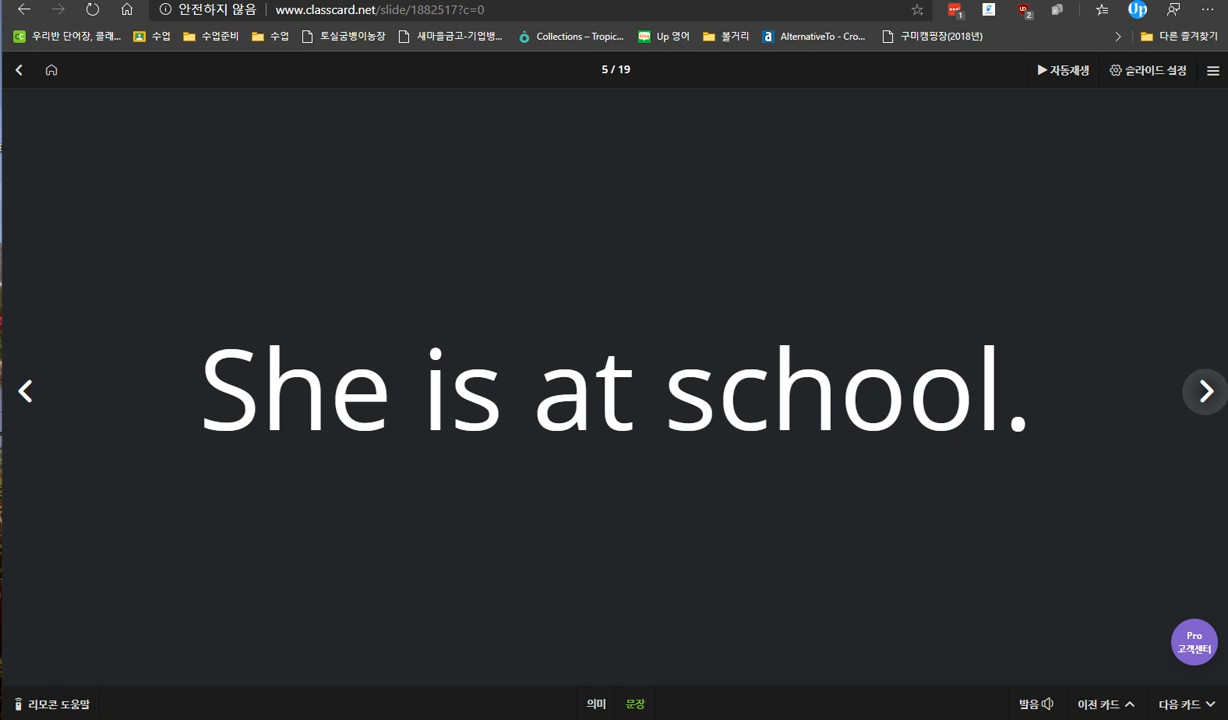 안전하지 않음 www.classcard.net/slide/1882517?c=0
우리반 단어장, 클래... 수업 수업준비 수업 토실굼벵이농장 새마을금고-기업뱅... Collections – Tropic... Up 영어 볼거리 AlternativeTo - Cro... 구미캠핑장(2018년) 다른 즐겨찾기
5 / 19 자동재생 슬라이드 설정
She is at school.
Pro
고객센터
리모콘 도움말 의미 문장 발음 이전 카드 다음 카드